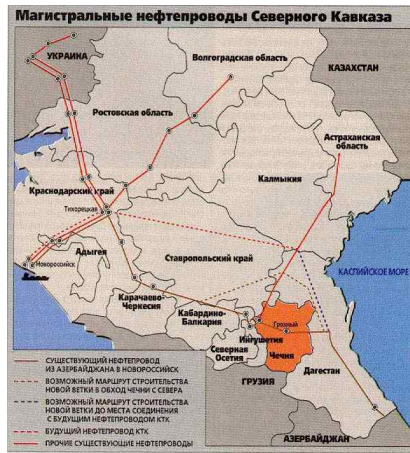 Магистральные нефтепроводы Северного Кавказа
УКРАИНА
Волгоградская область
КАЗАХСТАН
Ростовская область
Астраханская
область
Калмыкия
Краснодарский край
Тихорецкая
Новороссийск
Адыгея
Ставропольский край
КАСПИЙСКОЕ МОРЕ
Карачаево-
Черкесия
Кабардино-
Балкария
Грозный
Ингушетия
Чечня
Северная
Осетия
Дагестан
ГРУЗИЯ
АЗЕРБАЙДЖАН
СУЩЕСТВУЮЩИЙ НЕФТЕПРОВОД
ИЗ АЗЕРБАЙДЖАНА В НОВОРОССИЙСК
ВОЗМОЖНЫЙ МАРШРУТ СТРОИТЕЛЬСТВА
НОВОЙ ВЕТКИ В ОБХОД ЧЕЧНИ С СЕВЕРА
ВОЗМОЖНЫЙ МАРШРУТ СТРОИТЕЛЬСТВА
НОВОЙ ВЕТКИ ДО МЕСТА СОЕДИНЕНИЯ
С БУДУЩИМ НЕФТЕПРОВОДОМ КТК
БУДУЩИЙ НЕФТЕПРОВОД КТК
ПРОЧИЕ СУЩЕСТВУЮЩИЕ НЕФТЕПРОВОДЫ